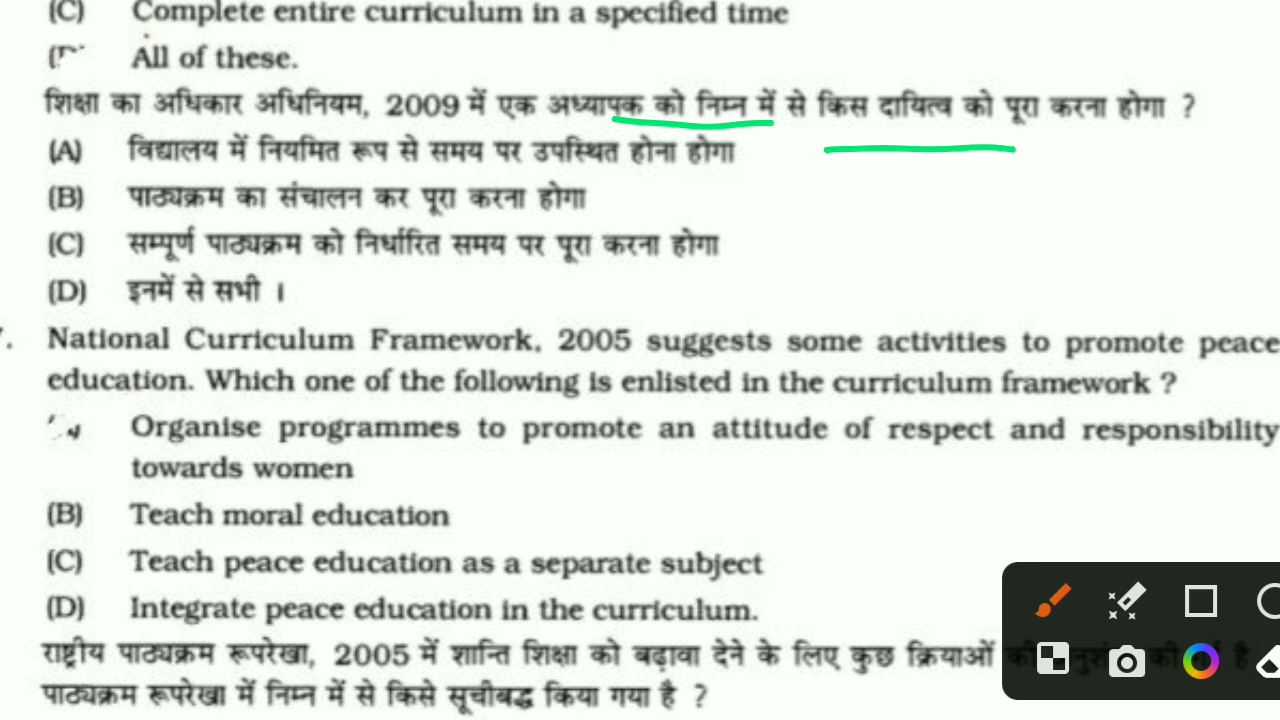 (C) Complete entire curriculum in a specified time
All of these.
शिक्षा का अधिकार अधिनियम, 2009 में एक अध्यापक को निम्न में से किस दायित्व को पूरा करना होगा ?
(A) विद्यालय में नियमित रूप से समय पर उपस्थित होना होगा
(B) पाठ्यक्रम का संचालन कर पूरा करना होगा
(C) सम्पूर्ण पाठ्यक्रम को निर्धारित समय पर पूरा करना होगा
(D) इनमें से सभी ।
National Curriculum Framework, 2005 suggests some activities to promote peace
education. Which one of the following is enlisted in the curriculum framework ?
Organise programmes to promote an attitude of respect and responsibility
towards women
(B) Teach moral education
(C) Teach peace education as a separate subject
(D) Integrate peace education in the curriculum.
राष्ट्रीय पाठ्यक्रम रूपरेखा, 2005 में शान्ति शिक्षा को बढ़ावा देने के लिए कुछ क्रियाओं
पाठ्यक्रम रूपरेखा में निम्न में से किसे सूचीबद्ध किया गया है ?